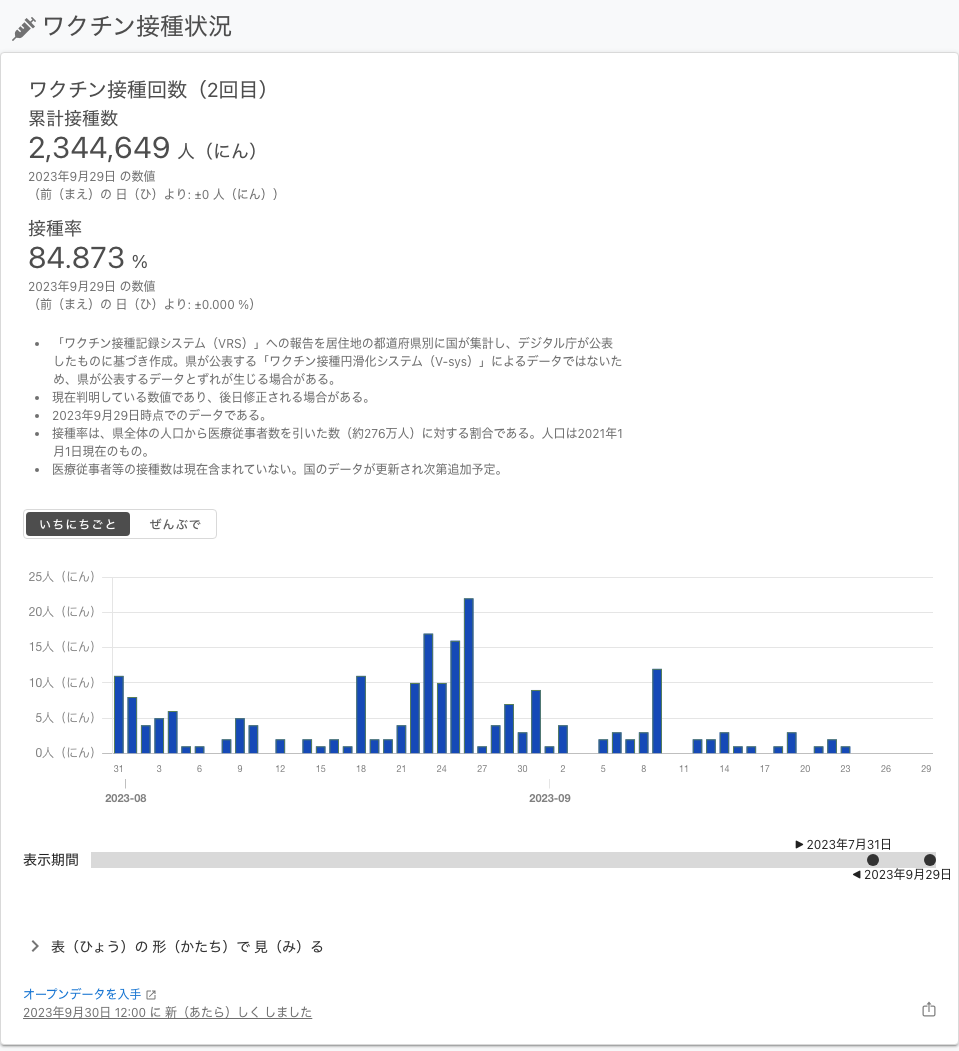 ワクチン接種状況
ワクチン接種回数（2回目）
累計接種数
2,344,649 人（にん）
2023年9月29日 の数値
（前（まえ）の 日（ひ）より: ±0 人（にん））
接種率
84.873 %
2023年9月29日 の数値
（前（まえ）の 日（ひ）より: ±0.000 %）
• 「ワクチン接種記録システム（VRS）」への報告を居住地の都道府県別に国が集計し、デジタル庁が公表
したものに基づき作成。県が公表する「ワクチン接種円滑化システム（V-sys）」によるデータではないた
め、県が公表するデータとずれが生じる場合がある。
• 現在判明している数値であり、後日修正される場合がある。
• 2023年9月29日時点でのデータである。
• 接種率は、県全体の人口から医療従事者数を引いた数（約276万人）に対する割合である。人口は2021年1
月1日現在のもの。
• 医療従事者等の接種数は現在含まれていない。国のデータが更新され次第追加予定。
いちにちごと ぜんぶで
25人（にん）
20人（にん）
15人（にん）
10人（にん）
5人（にん）
0人（にん）
31 3 6 9 12 15 18 21 24 27 30 2 5 8 11 14 17 20 23 26 29
2023-08 2023-09
▶ 2023年7月31日
表示期間
◀ 2023年9月29日
表（ひょう）の 形（かたち）で 見（み）る
オープンデータを入手
2023年9月30日 12:00 に 新（あたら）しく しました